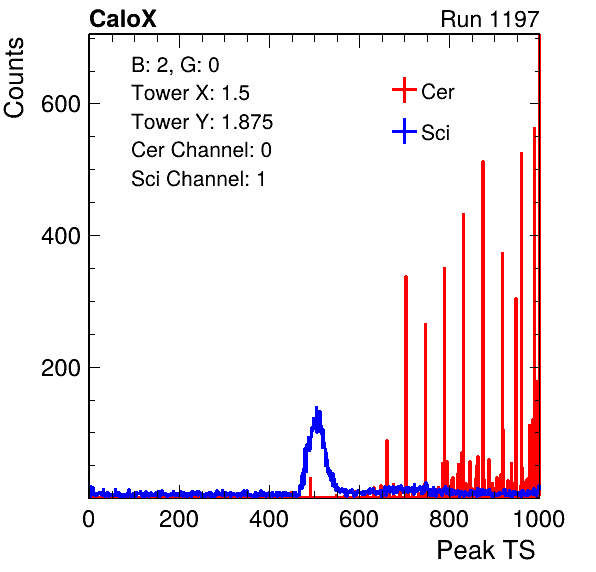 CaloX
Run 1197
Counts
B: 2, G: 0
Tower X: 1.5
Tower Y: 1.875
Cer Channel: 0
Sci Channel: 1
Cer
Sci
600
400
200
0 200 400 600 800 1000
Peak TS